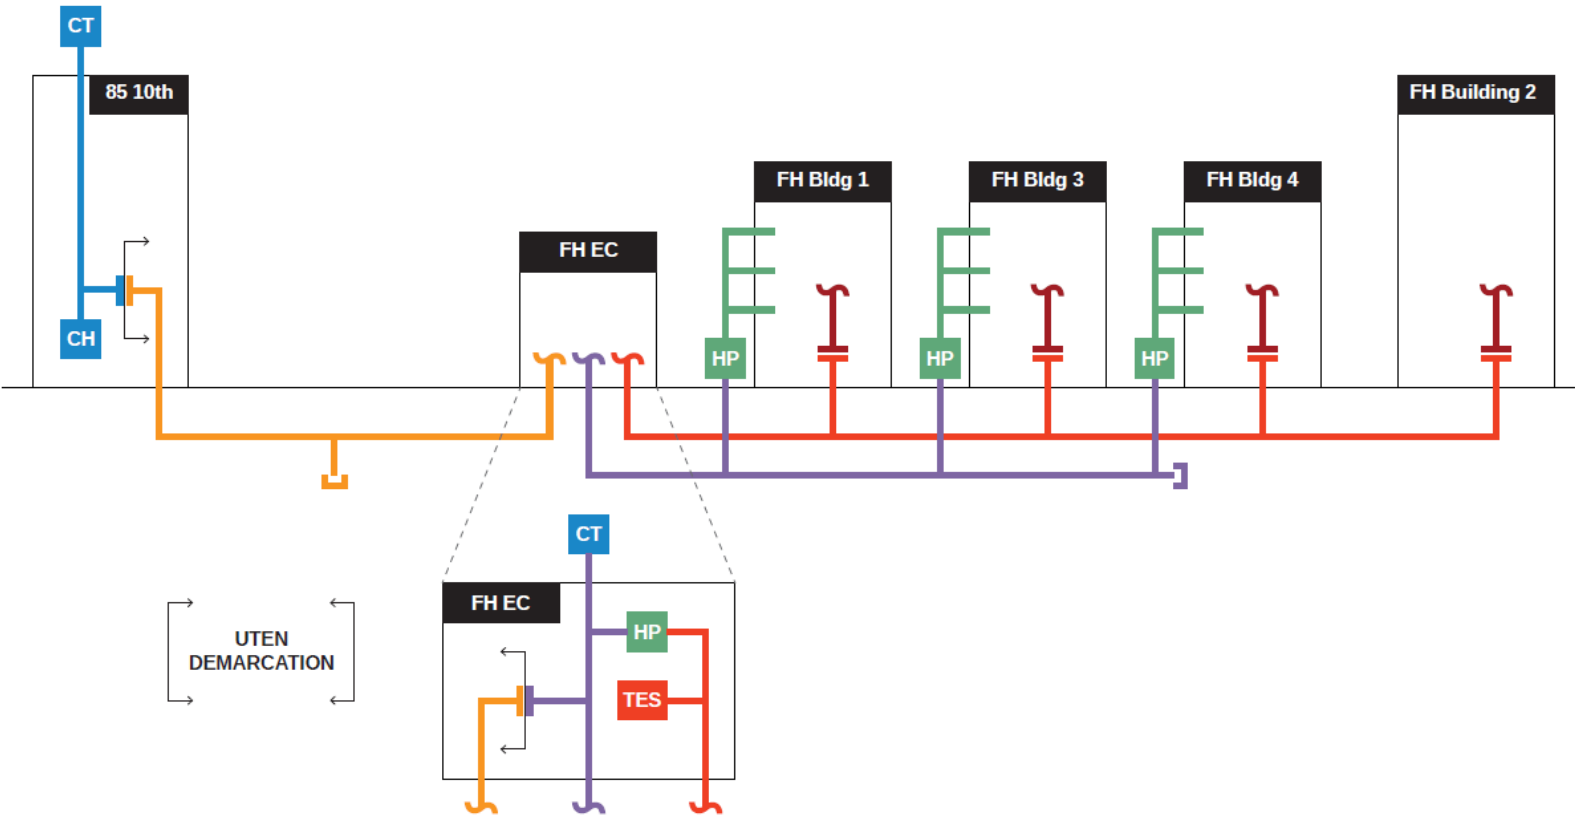 CT
85 10th
FH Building 2
FH Bldg 1
FH Bldg 3
FH Bldg 4
FH EC
CH
HP
HP
HP
CT
FH EC
HP
UTEN
DEMARCATION
TES